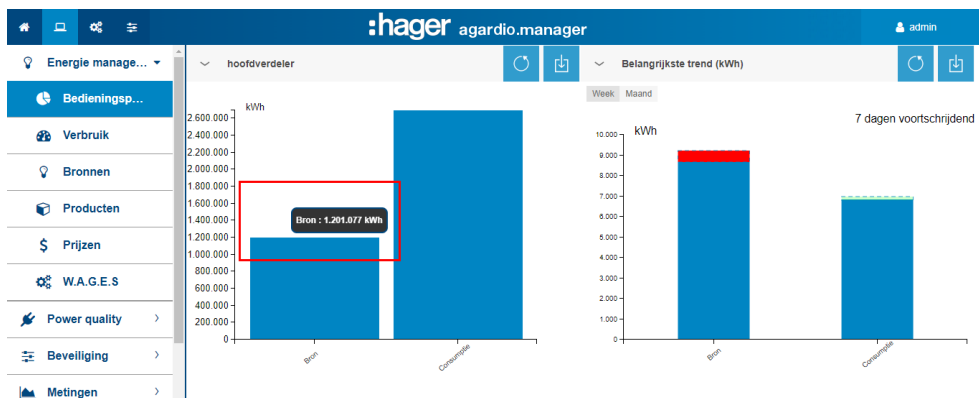 :hager agardio.manager
admin
Energie manage...
Bedieningsp...
Verbruik
Bronnen
Producten
Prijzen
W.A.G.E.S
Power quality
Beveiliging
Metingen
hoofdverdeler
kWh
2.600.000
2.400.000
2.200.000
2.000.000
1.800.000
1.600.000
1.400.000
1.200.000
1.000.000
800.000
600.000
400.000
200.000
0
Bron : 1.201.077 kWh
Bron
Consumptie
Belangrijkste trend (kWh)
Week Maand
7 dagen voortschrijdend
kWh
10.000
9.000
8.000
7.000
6.000
5.000
4.000
3.000
2.000
1.000
0
Bron
Consumptie